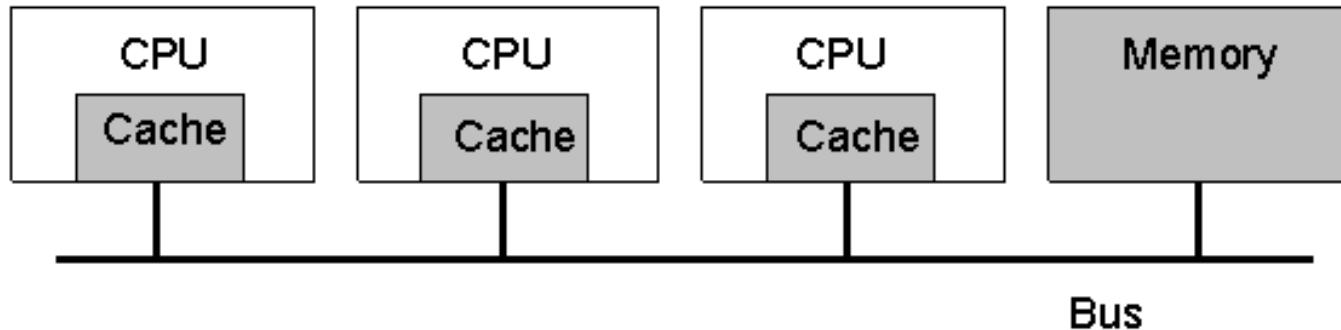 CPU
Cache
CPU
Cache
CPU
Cache
Memory
Bus